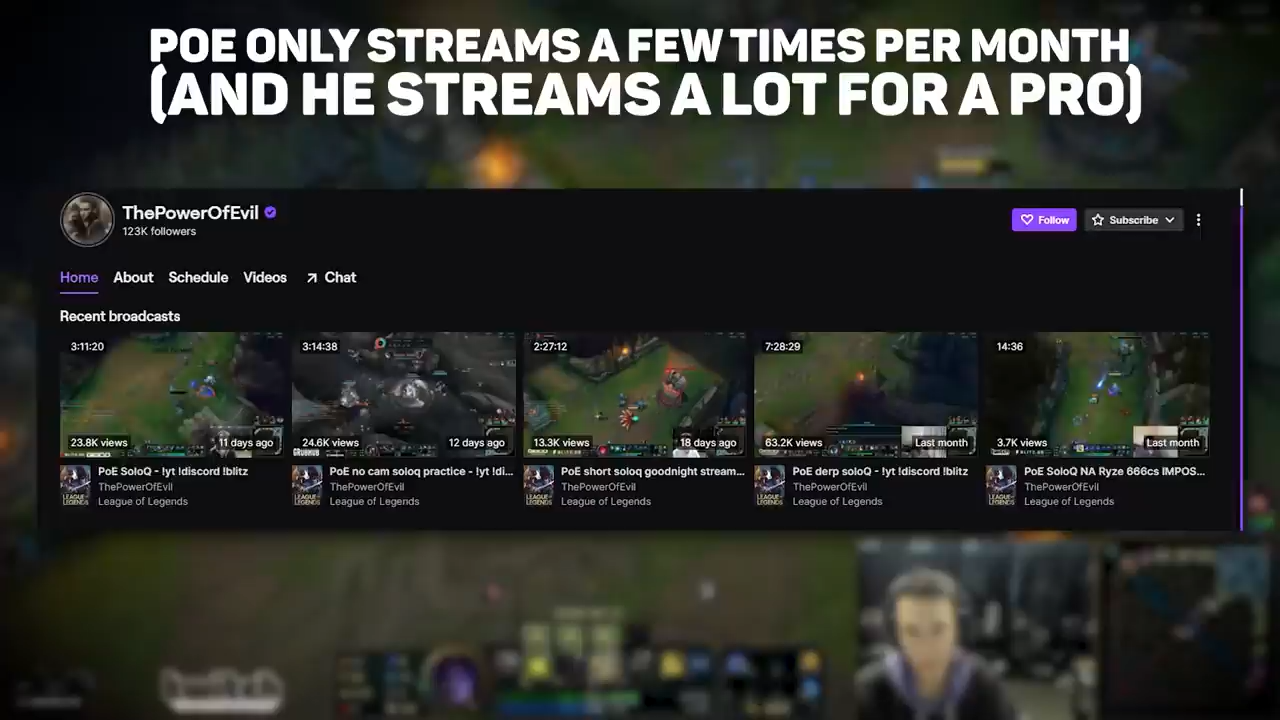 POE ONLY STREAMS A FEW TIMES PER MONTH
(AND HE STREAMS A LOT FOR A PRO)
ThePowerOfEvil
123K followers
Follow
Subscribe
Home About Schedule Videos Chat
Recent broadcasts
3:11:20
23.8K views
11 days ago
PoE SoloQ - !yt !discord !blitz
ThePowerOfEvil
League of Legends
3:14:38
24.6K views
12 days ago
PoE no cam soloq practice - !yt !di...
ThePowerOfEvil
League of Legends
2:27:12
13.3K views
18 days ago
PoE short soloq goodnight stream...
ThePowerOfEvil
League of Legends
7:28:29
63.2K views
Last month
PoE derp soloQ - !yt !discord !blitz
ThePowerOfEvil
League of Legends
14:36
3.7K views
Last month
PoE SoloQ NA Ryze 666cs IMPOS...
ThePowerOfEvil
League of Legends